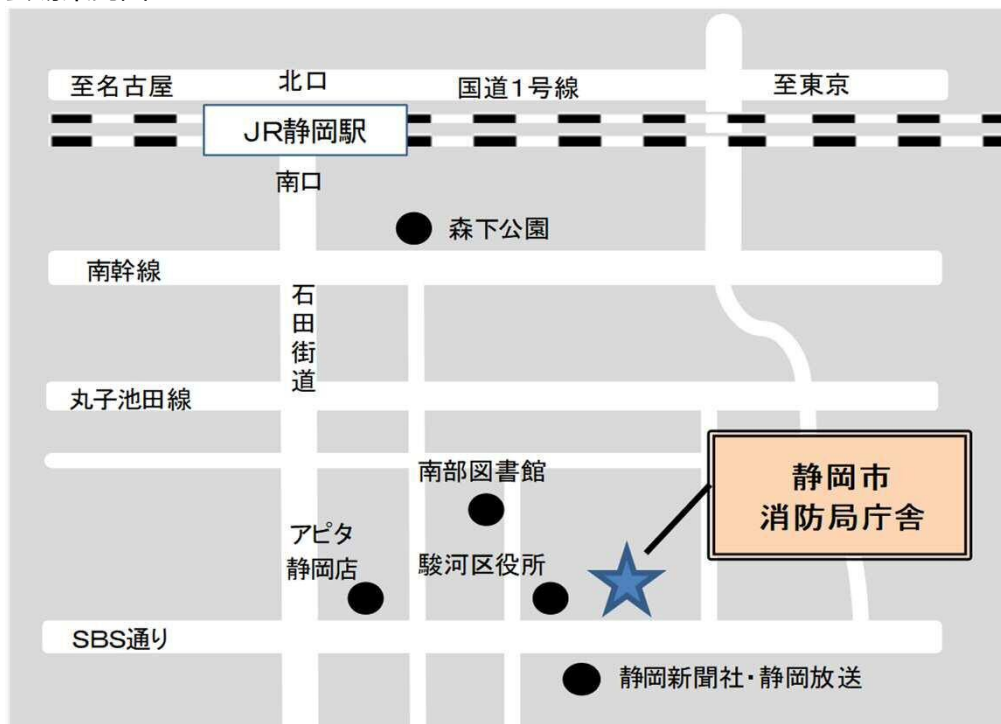 至名古屋
北口
国道1号線
至東京
JR静岡駅
南口
森下公園
南幹線
石田街道
丸子池田線
南部図書館
静岡市
消防局庁舎
アピタ
静岡店
駿河区役所
SBS通り
静岡新聞社・静岡放送